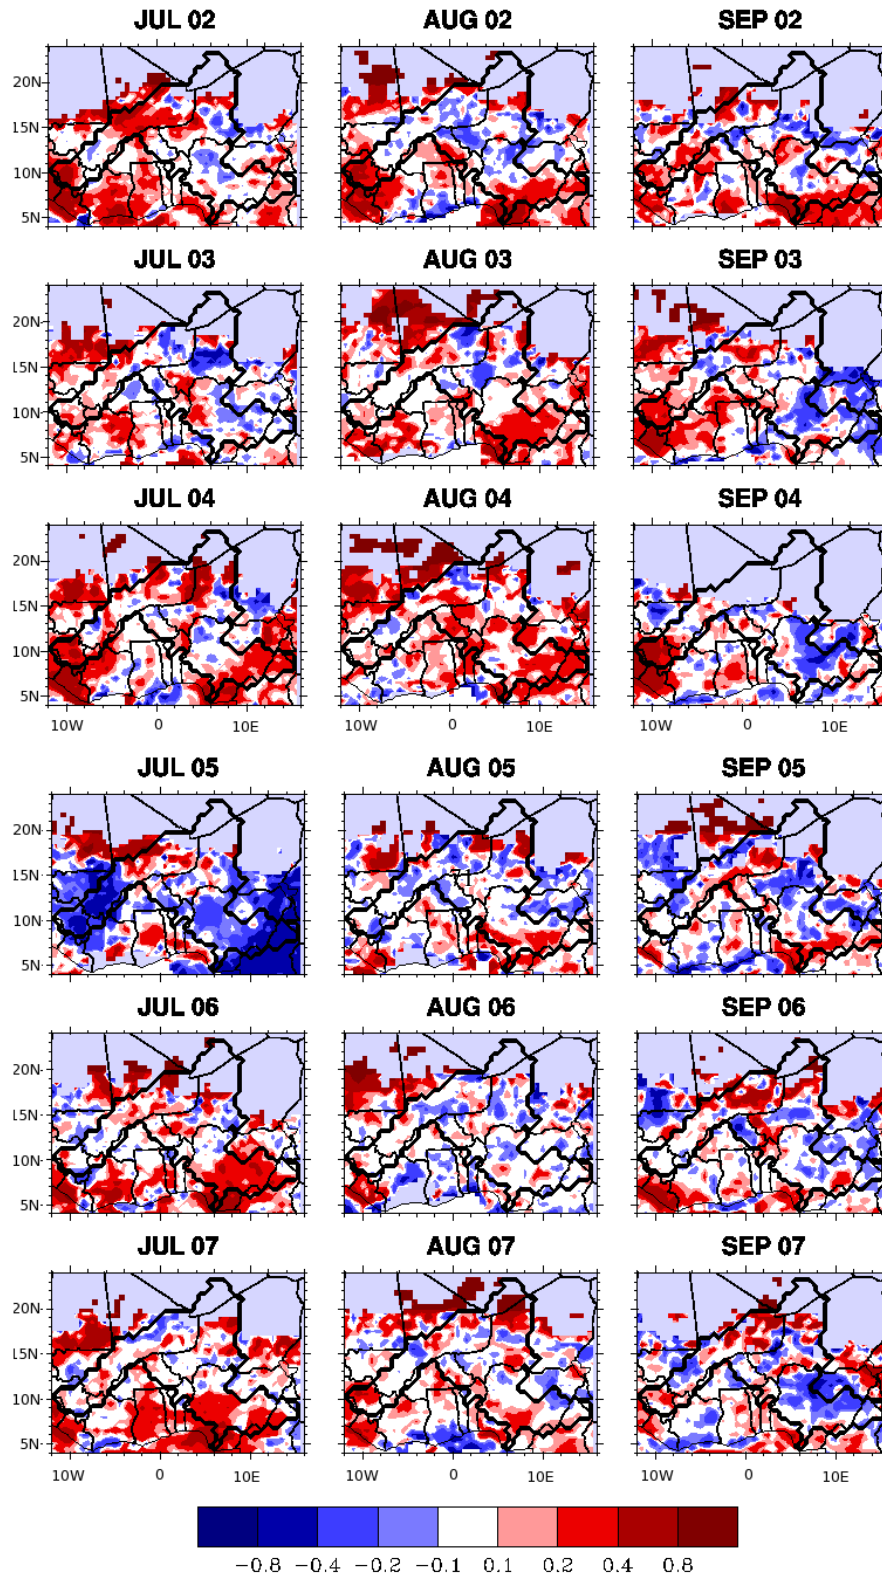 JUL 02 AUG 02 SEP 02
20N
15N
10N
5N
JUL 03 AUG 03 SEP 03
20N
15N
10N
5N
JUL 04 AUG 04 SEP 04
20N
15N
10N
5N
10W 0 10E 10W 0 10E 10W 0 10E
JUL 05 AUG 05 SEP 05
20N
15N
10N
5N
JUL 06 AUG 06 SEP 06
20N
15N
10N
5N
JUL 07 AUG 07 SEP 07
20N
15N
10N
5N
10W 0 10E 10W 0 10E 10W 0 10E
−0.8 −0.4 −0.2 −0.1 0.1 0.2 0.4 0.8